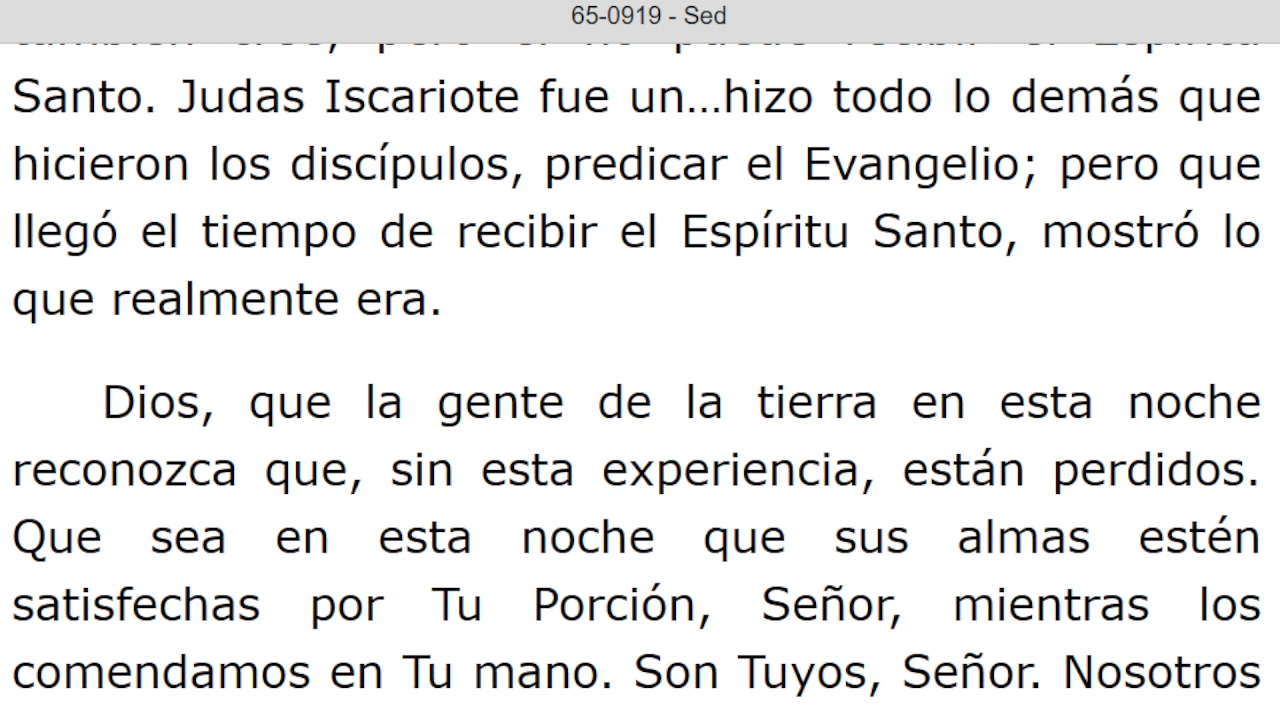 65-0919 - Sed
Santo. Judas Iscariote fue un...hizo todo lo demás que
hicieron los discípulos, predicar el Evangelio; pero que
llegó el tiempo de recibir el Espíritu Santo, mostró lo
que realmente era.
Dios, que la gente de la tierra en esta noche
reconozca que, sin esta experiencia, están perdidos.
Que sea en esta noche que sus almas estén
satisfechas por Tu Porción, Señor, mientras los
comendamos en Tu mano. Son Tuyos, Señor. Nosotros